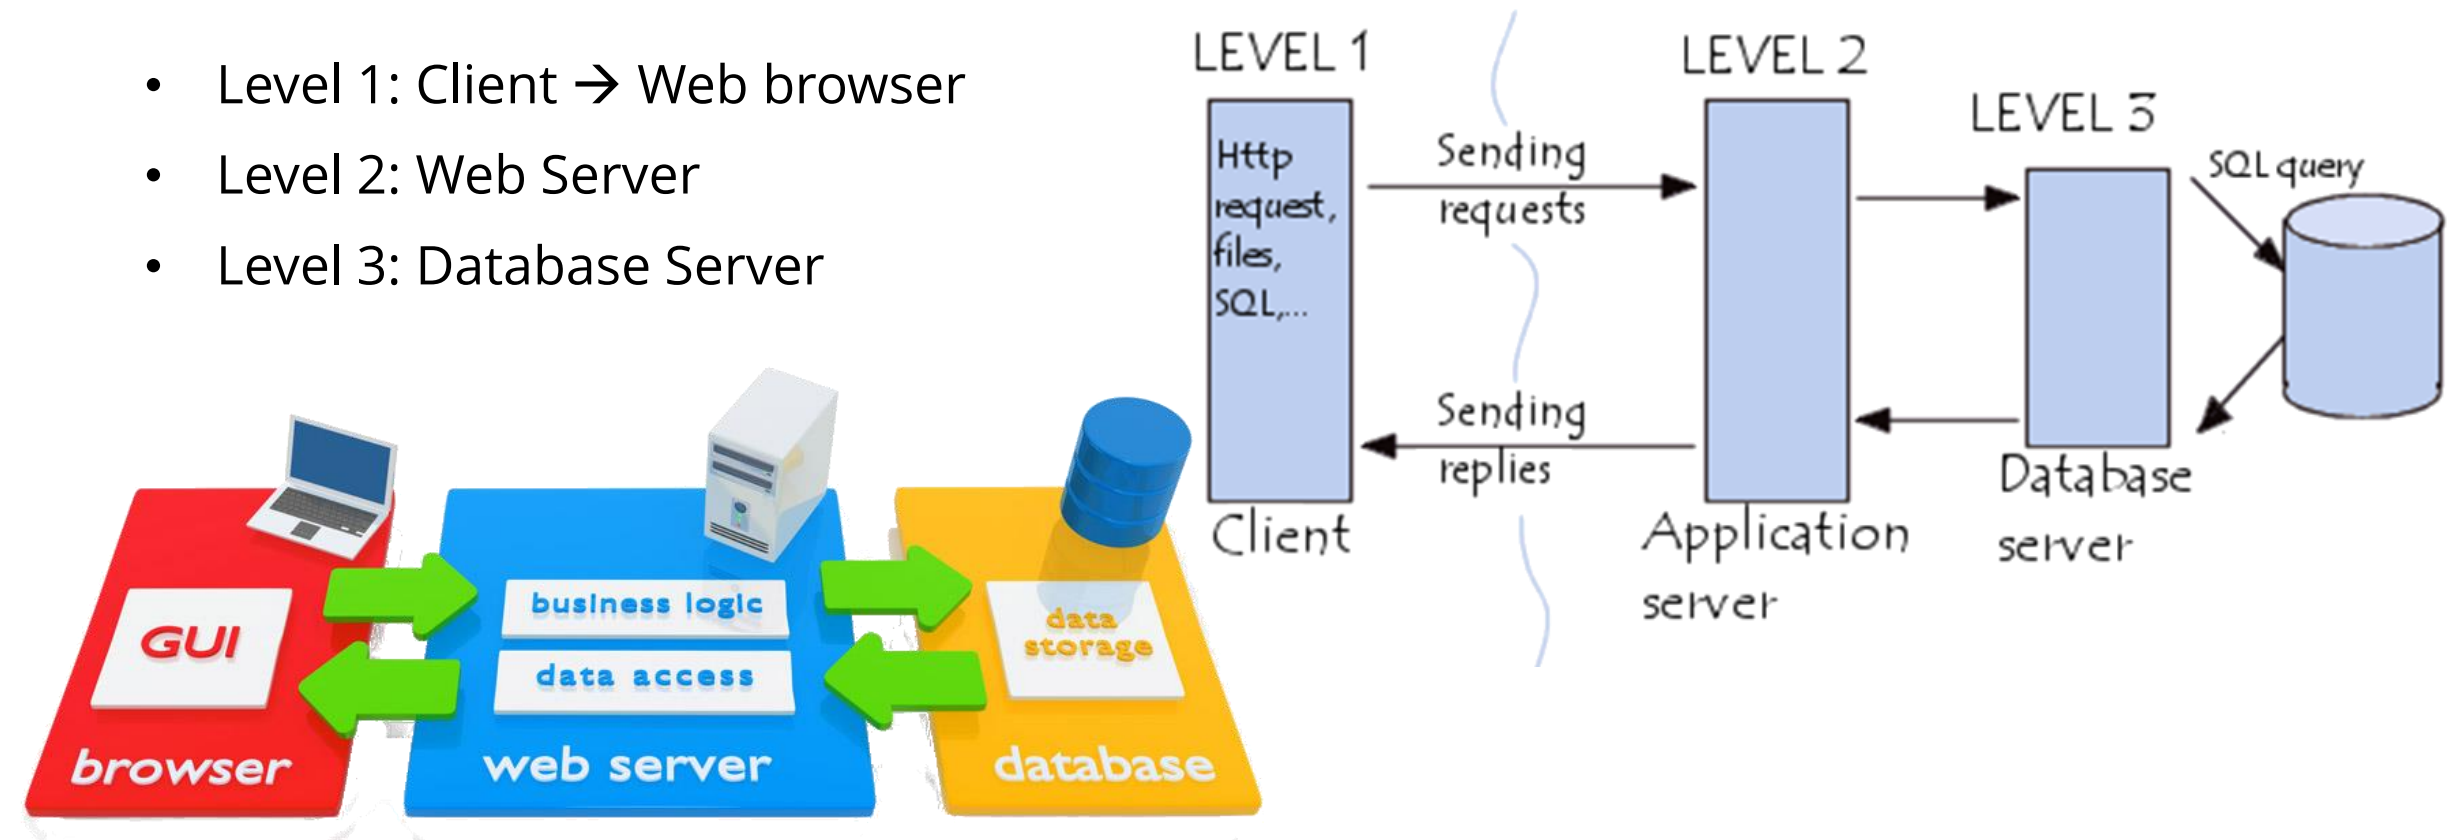 • Level 1: Client → Web browser
• Level 2: Web Server
• Level 3: Database Server
LEVEL 1
LEVEL 2
LEVEL 3
Http
request,
files,
SQL,...
Sending
requests
SQL query
Sending
replies
Client
Application
server
Database
server
GUI
browser
business logic
data access
web server
data
storage
database